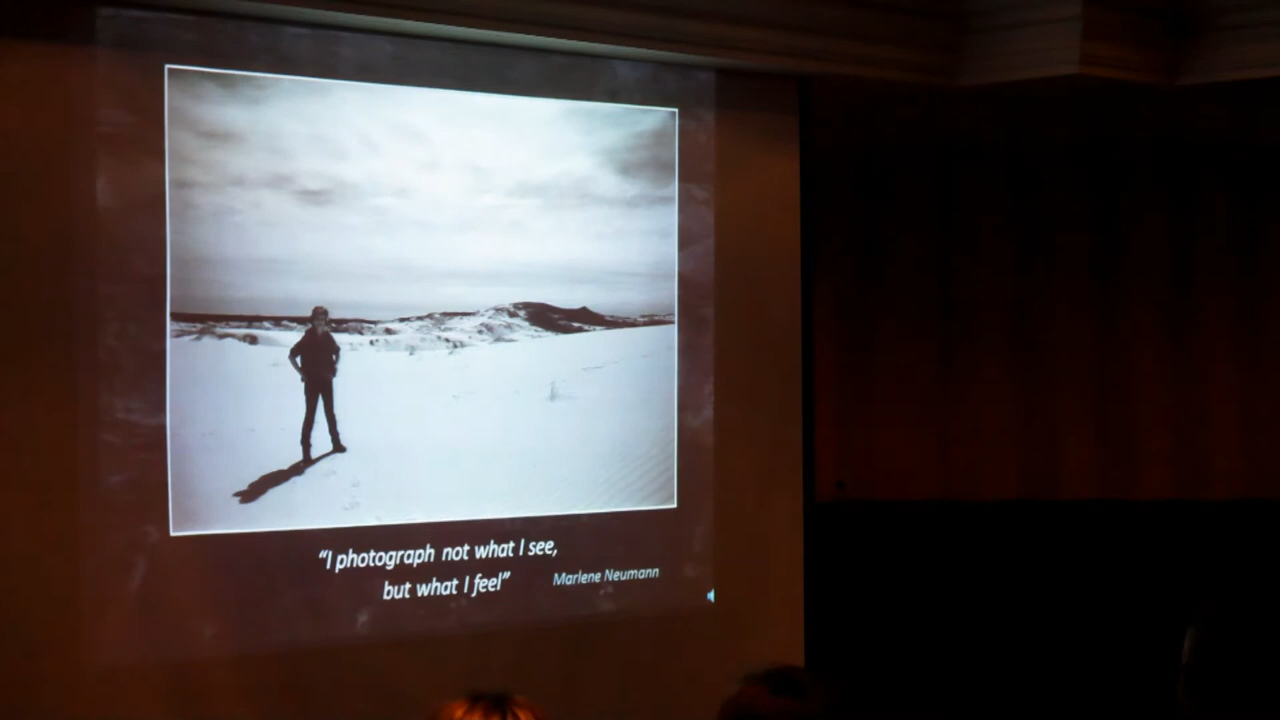 “I photograph not what I see,
but what I feel”
Marlene Neumann